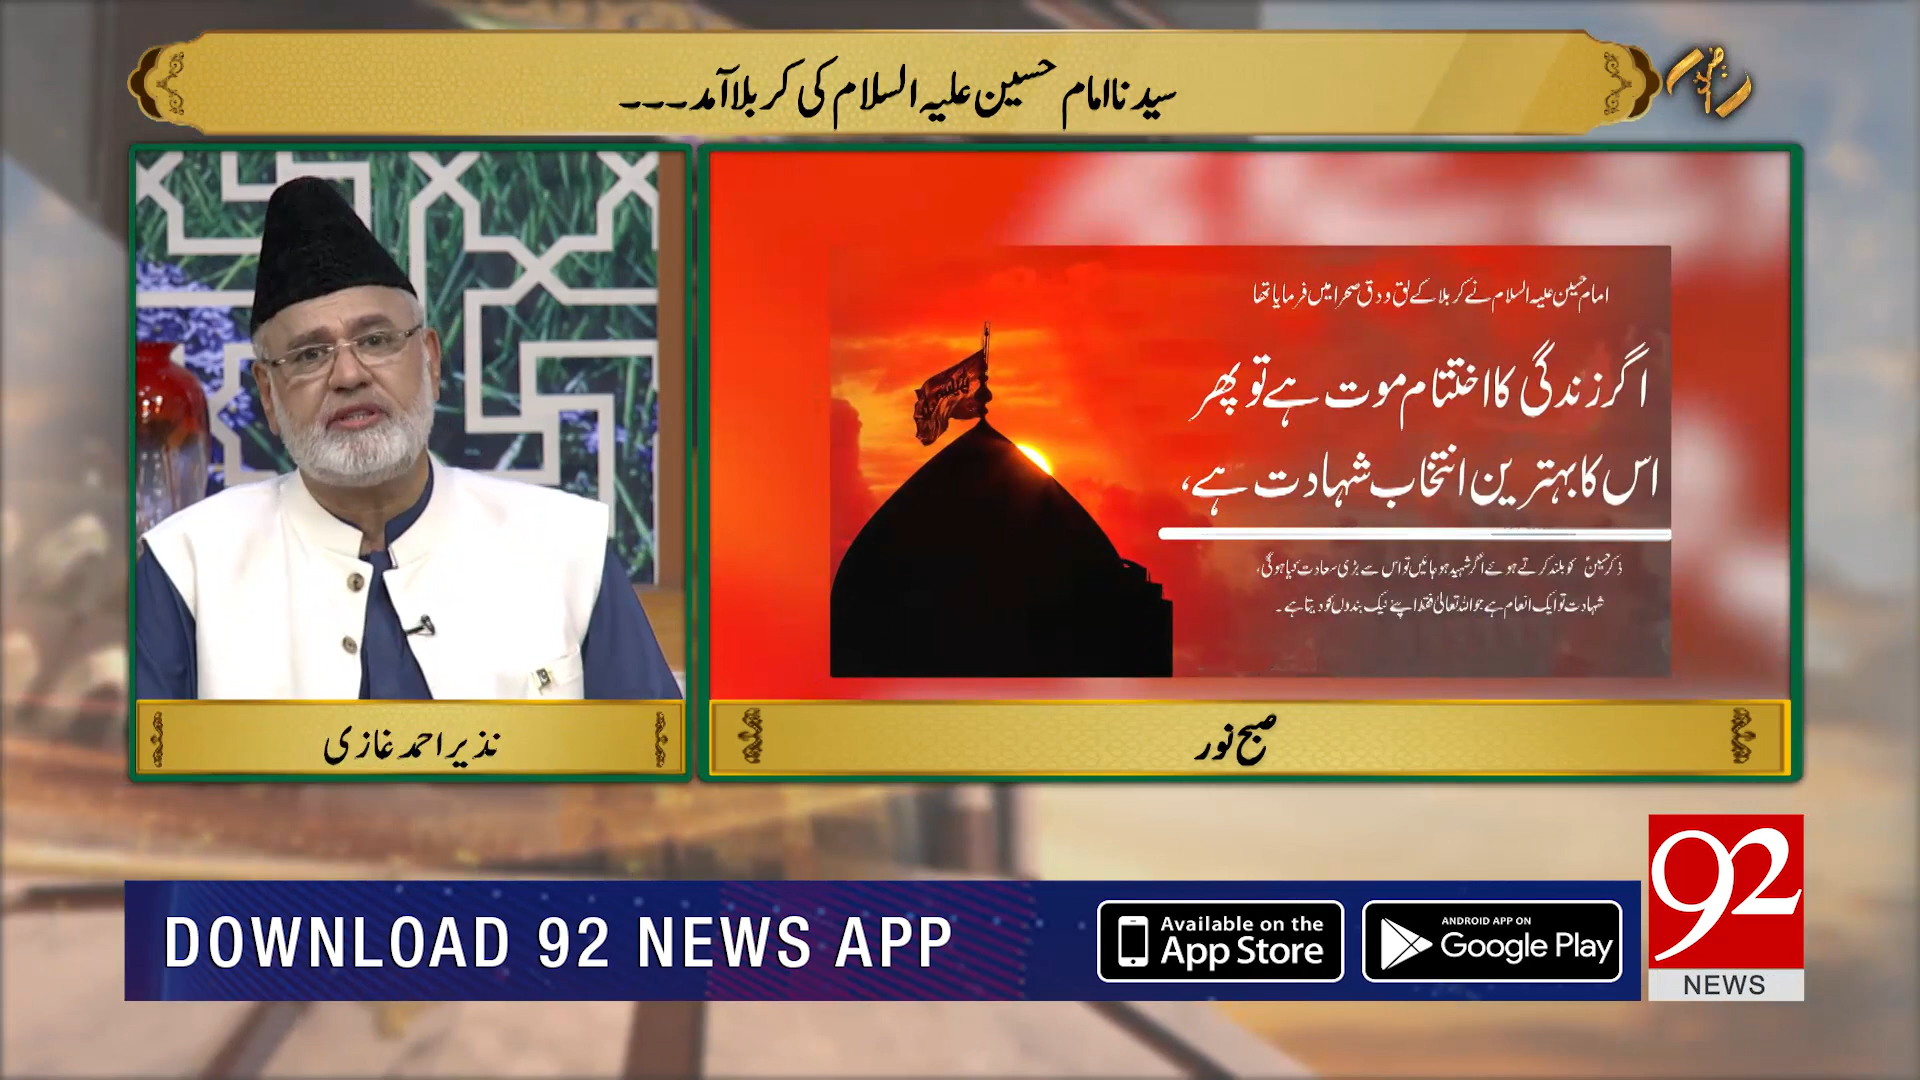 سیدنا امام حسین علیہ السلام کی کربلا آمد۔۔۔
امام حسین علیہ السلام نے کربلا کے لق و دق صحرا میں فرمایا تھا
اگر زندگی کا اختتام موت ہے تو پھر
اس کا بہترین انتخاب شہادت ہے،
ذکر حسینؑ کو بلند کرتے ہوئے اگر شہید ہو جائیں تو اس سے بڑی سعادت کیا ہوگی،
شہادت تو ایک انعام ہے جو اللہ تعالیٰ فقط اپنے نیک بندوں کو دیتا ہے۔
نذیر احمد غازی
صبح نور
DOWNLOAD 92 NEWS APP
Available on the
App Store
ANDROID APP ON
Google Play
92
NEWS